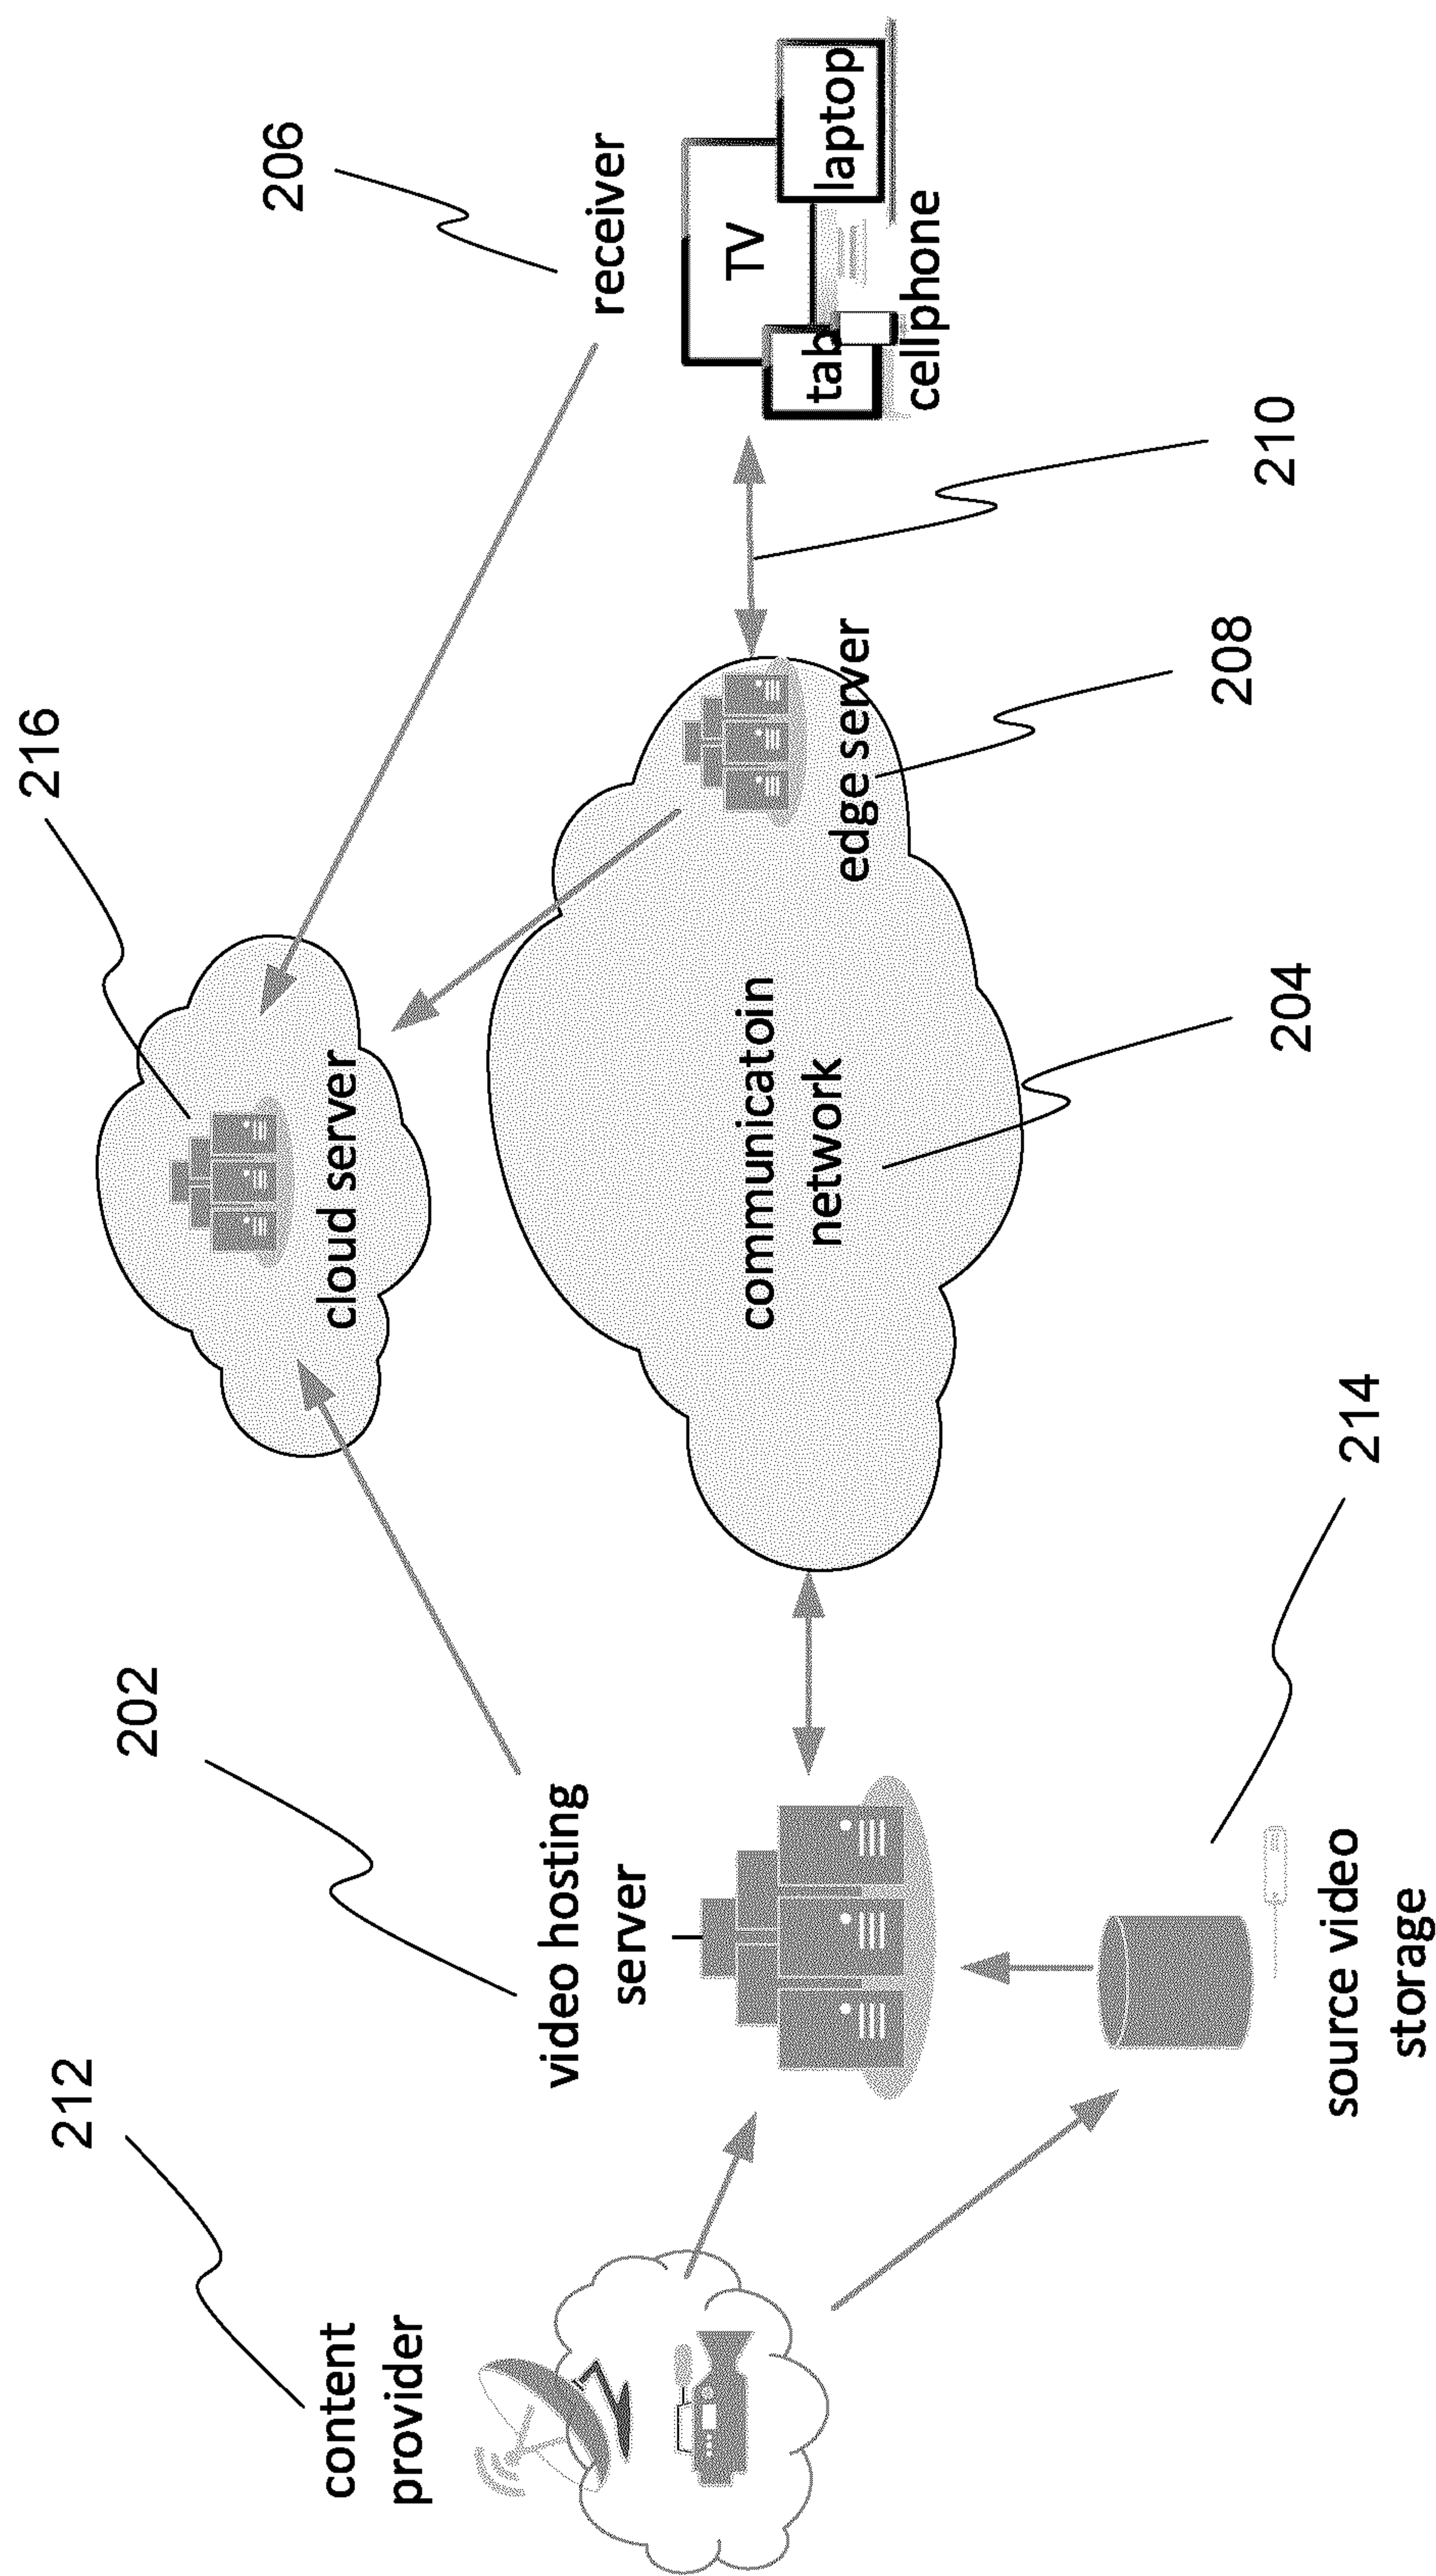 212
content
provider
202
video hosting
server
216
cloud server
206
receiver
TV
tab
laptop
cellphone
communicatoin
network
edge server
210
208
204
214
source video
storage